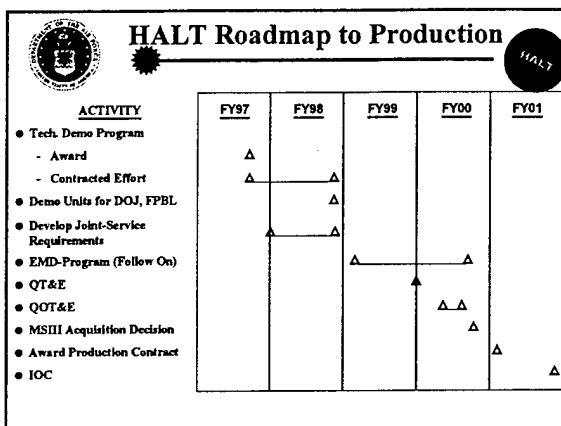 HALT Roadmap to Production
HALT
ACTIVITY FY97 FY98 FY99 FY00 FY01
● Tech. Demo Program
- Award
- Contracted Effort
● Demo Units for DOJ, FPBL
● Develop Joint-Service
Requirements
● EMD-Program (Follow On)
● QT&E
● QOT&E
● MSIII Acquisition Decision
● Award Production Contract
● IOC